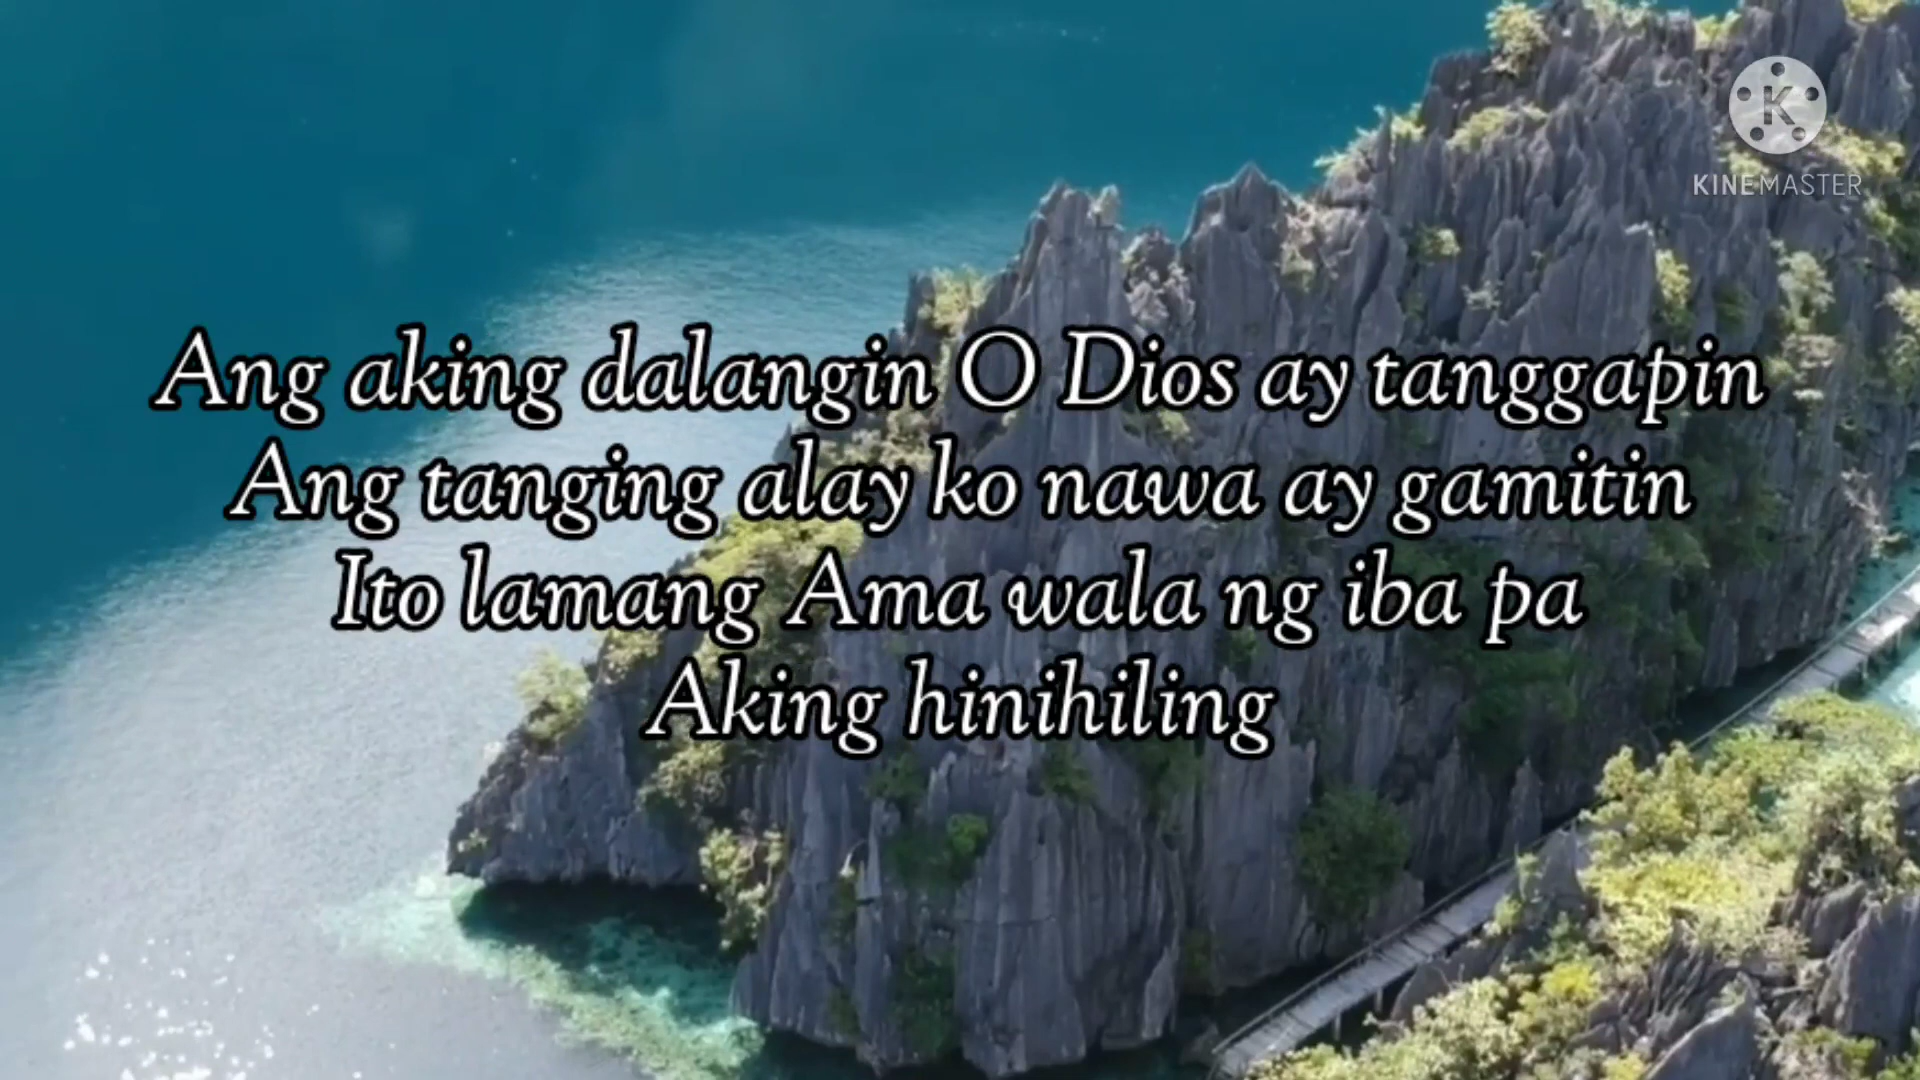 KINEMASTER
Ang aking dalangin O Dios ay tanggapin
Ang tanging alay ko nawa ay gamitin
Ito lamang Ama wala ng iba pa
Aking hinihiling